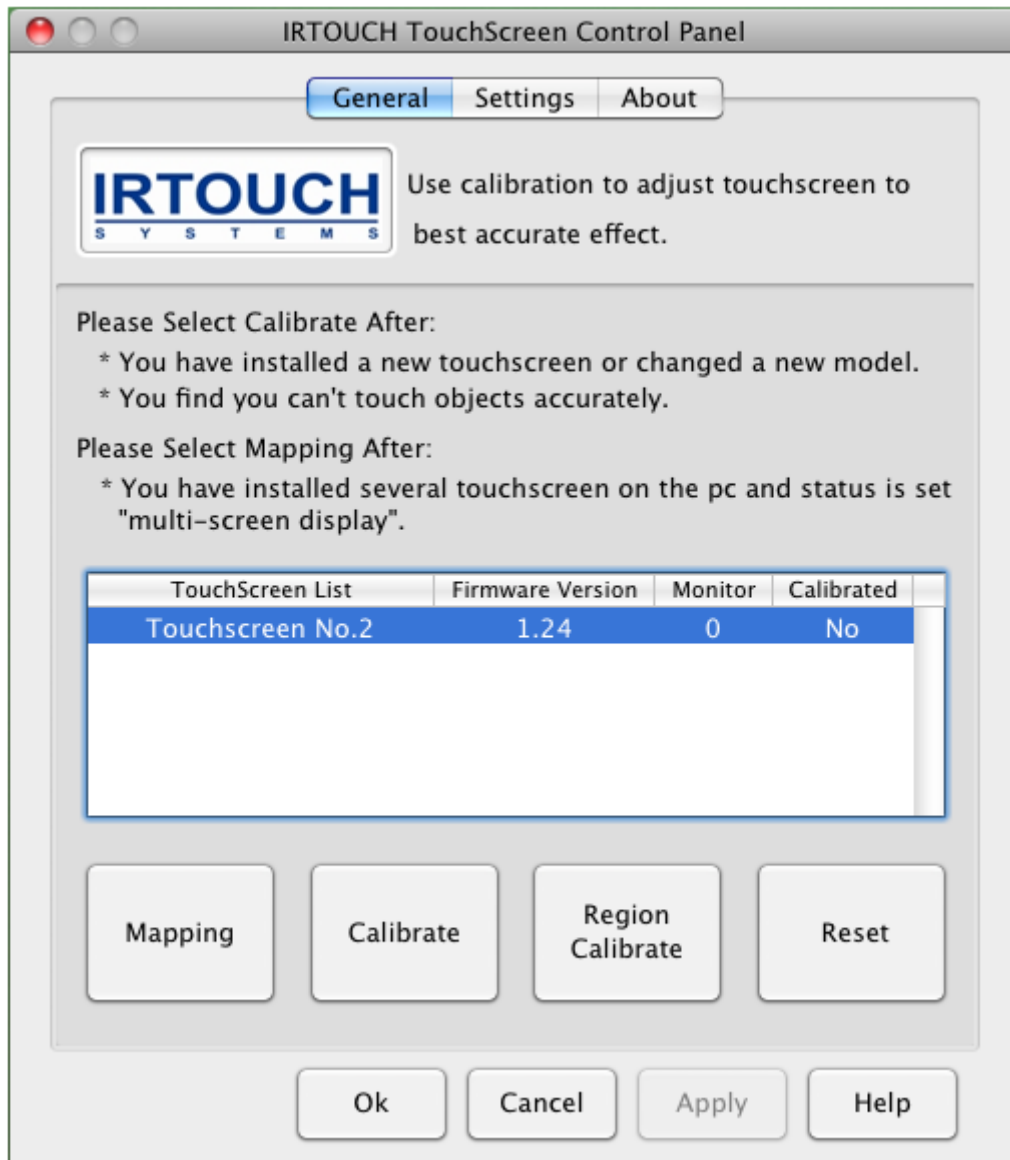 IRTOUCH TouchScreen Control Panel
General Settings About
IRTOUCH
SYSTEMS
Use calibration to adjust touchscreen to
best accurate effect.
Please Select Calibrate After:
* You have installed a new touchscreen or changed a new model.
* You find you can't touch objects accurately.
Please Select Mapping After:
* You have installed several touchscreen on the pc and status is set
"multi-screen display".
TouchScreen List Firmware Version Monitor Calibrated
Touchscreen No.2 1.24 0 No
Mapping Calibrate Region Calibrate Reset
Ok Cancel Apply Help